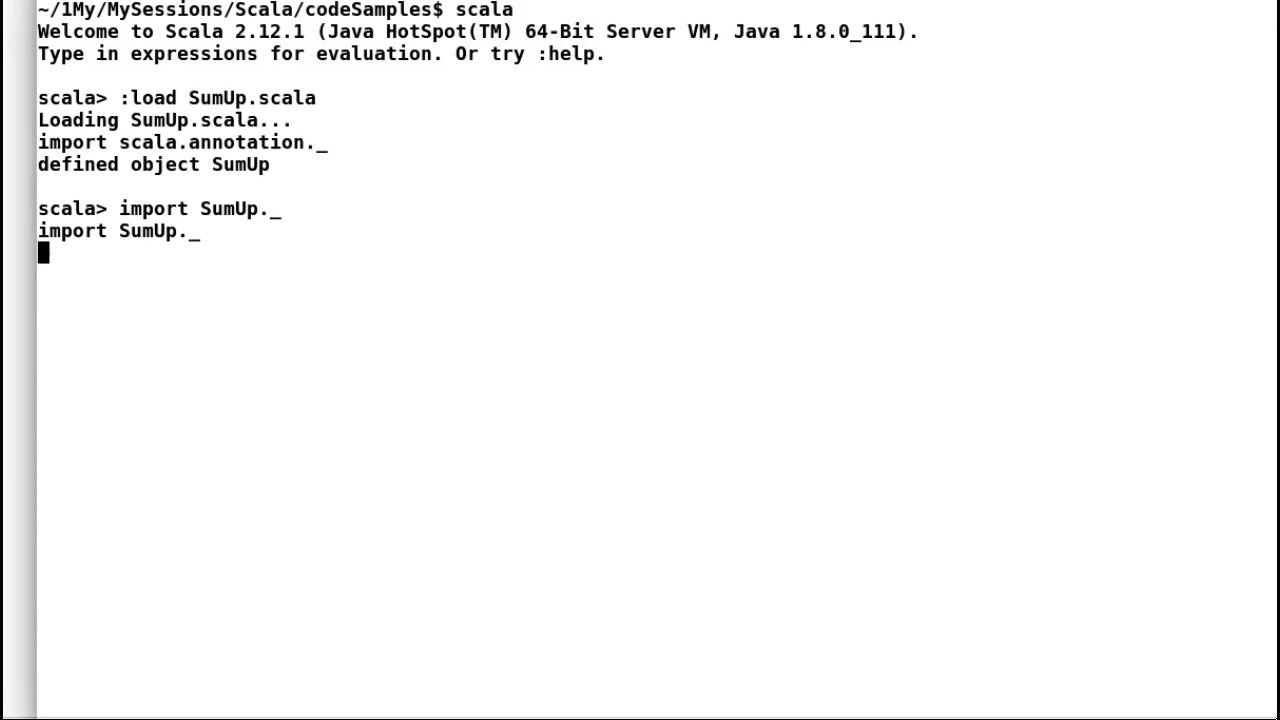 ~/1My/MySessions/Scala/codeSamples$ scala
Welcome to Scala 2.12.1 (Java HotSpot(TM) 64-Bit Server VM, Java 1.8.0_111).
Type in expressions for evaluation. Or try :help.
scala> :load SumUp.scala
Loading SumUp.scala...
import scala.annotation._
defined object SumUp
scala> import SumUp._
import SumUp._